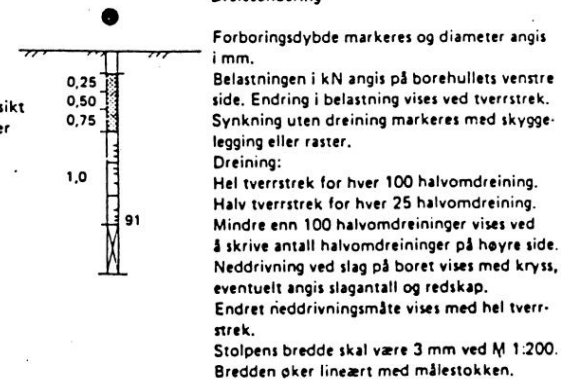 Forboringsdybde markeres og diameter angis
i mm.
Belastningen i kN angis på borehullets venstre
side. Endring i belastning vises ved tverrstrek.
Synkning uten dreining markeres med skygge-
legging eller raster.
Dreining:
Hel tverrstrek for hver 100 halvomdreining.
Halv tverrstrek for hver 25 halvomdreining.
Mindre enn 100 halvomdreininger vises ved
å skrive antall halvomdreininger på høyre side.
Neddrivning ved slag på boret vises med kryss,
eventuelt angis slagantall og redskap.
Endret neddrivningsmåte vises med hel tverr-
strek.
Stolpens bredde skal være 3 mm ved M 1:200.
Bredden øker lineært med målestokken.
0,25
0,50
0,75
1,0
91